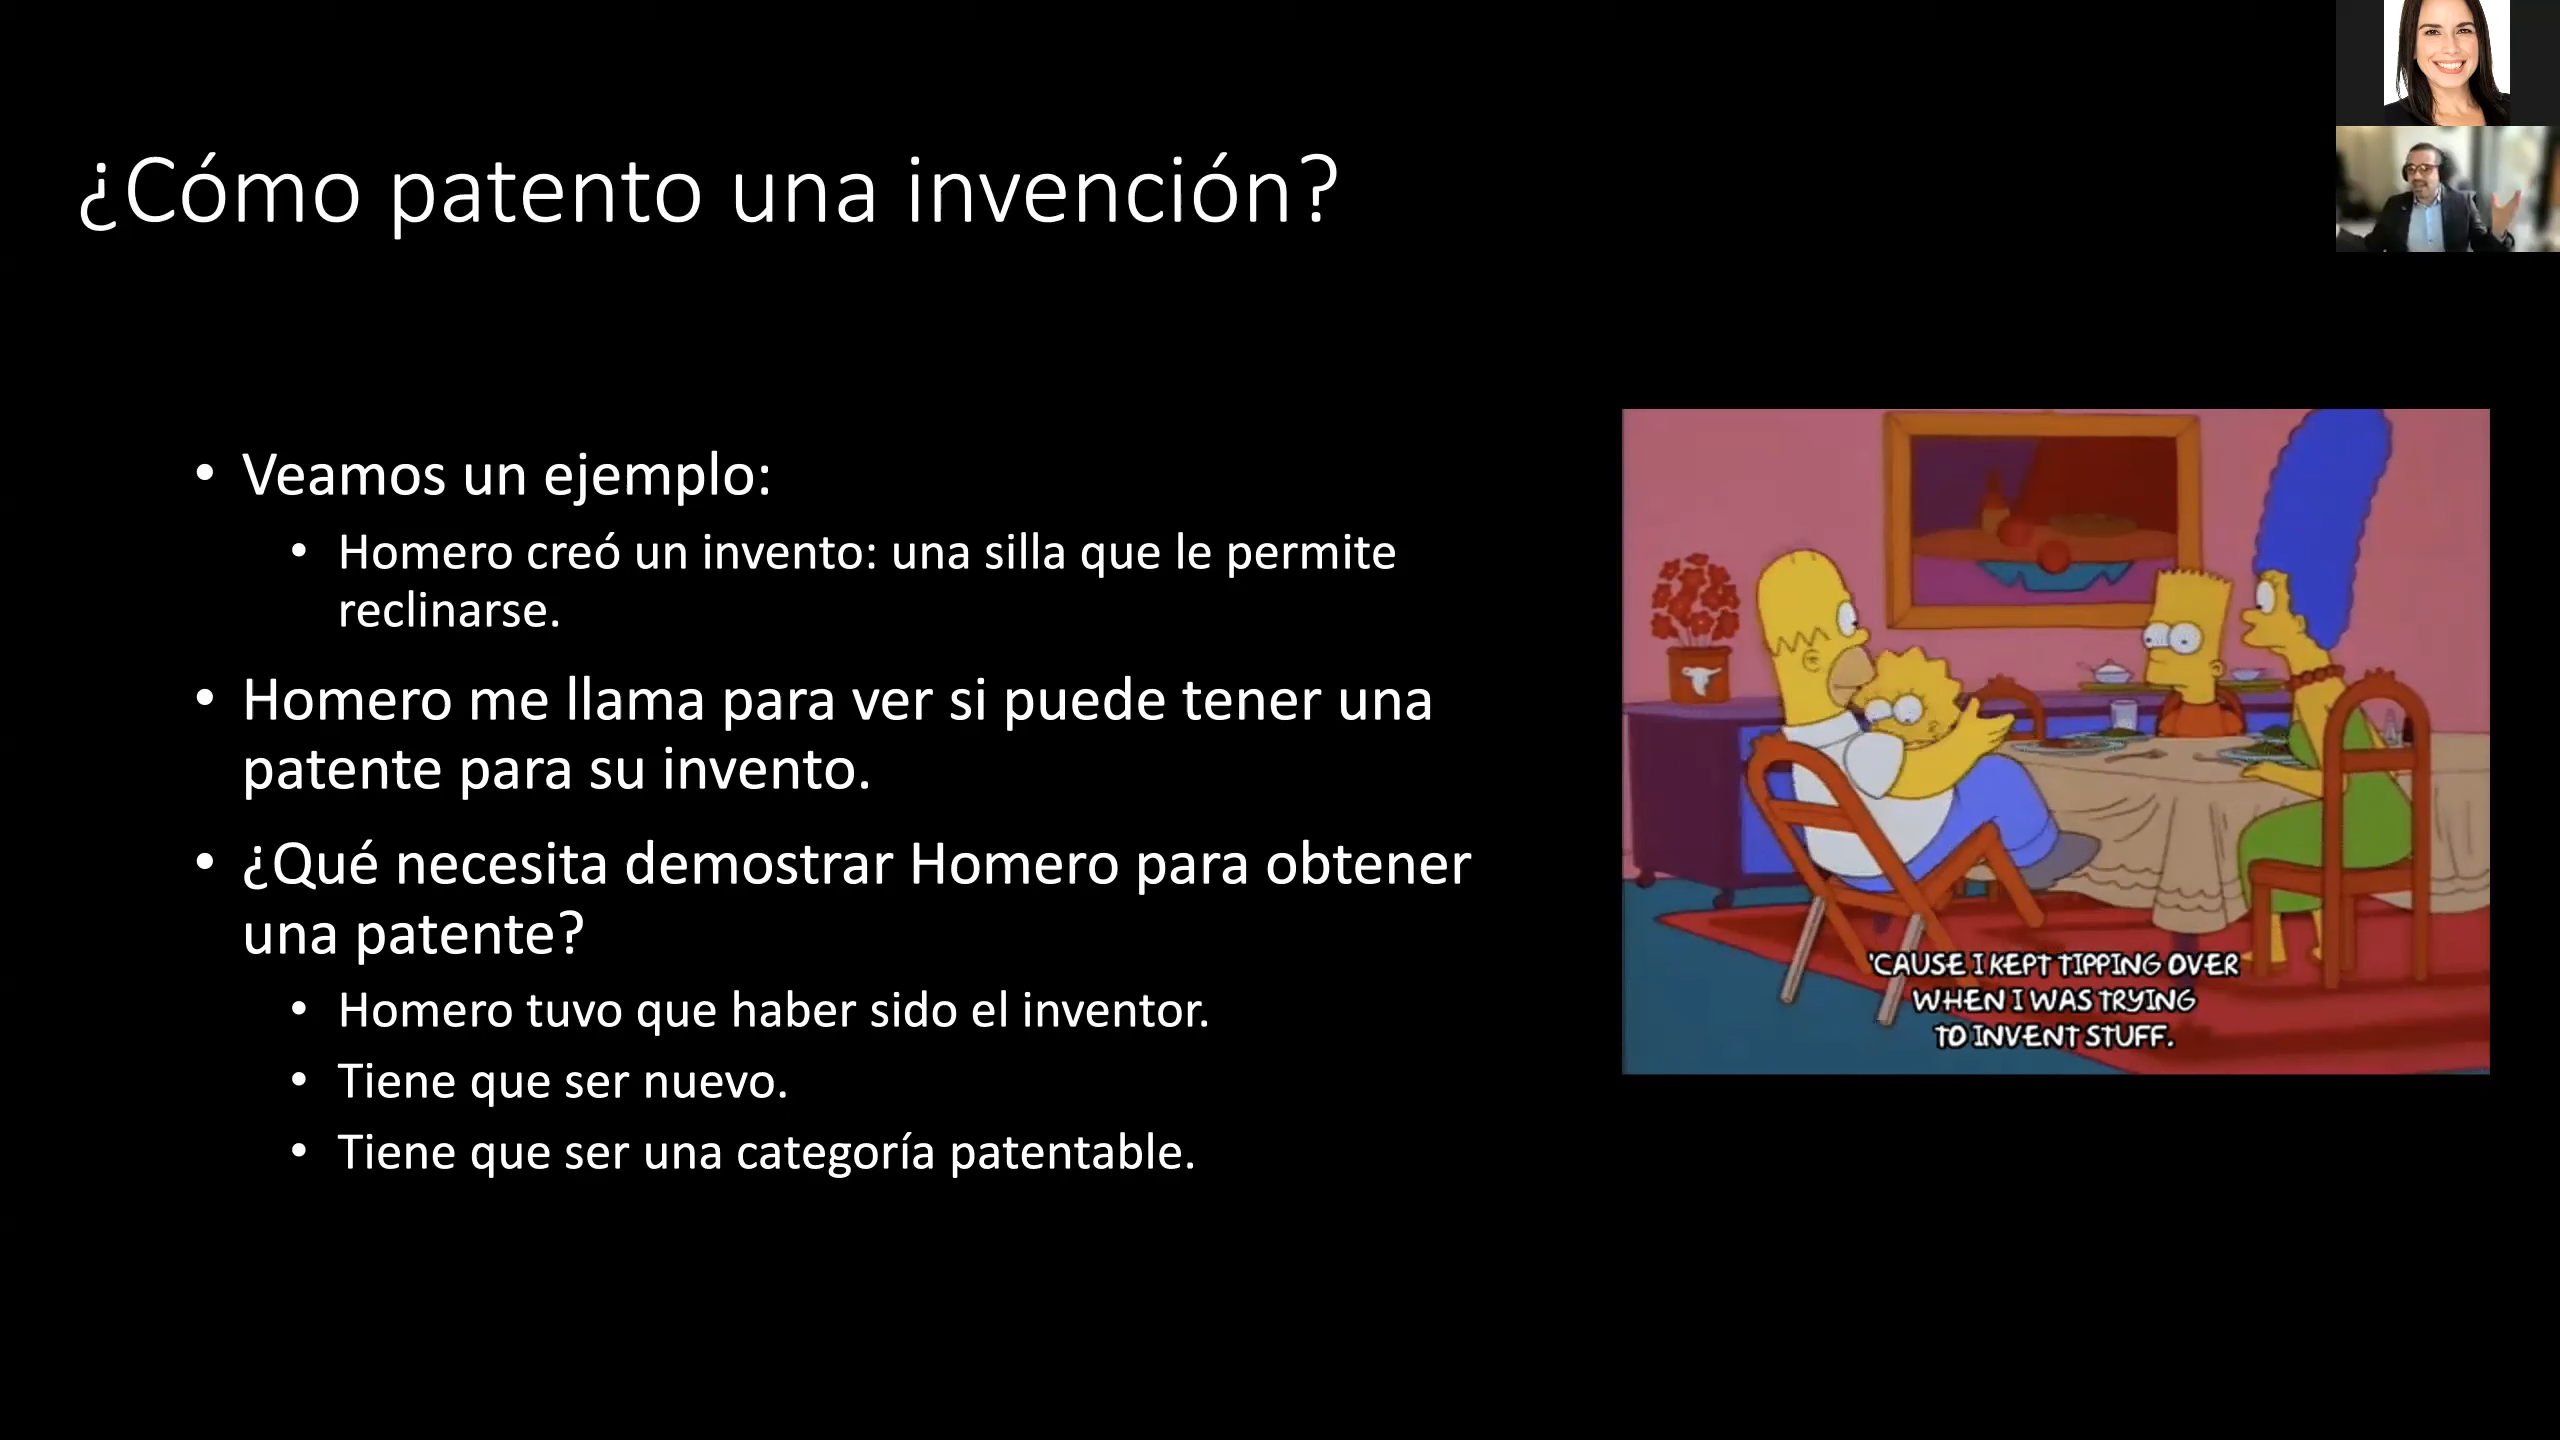 ¿Cómo patento una invención?
• Veamos un ejemplo:
• Homero creó un invento: una silla que le permite
reclinarse.
• Homero me llama para ver si puede tener una
patente para su invento.
• ¿Qué necesita demostrar Homero para obtener
una patente?
• Homero tuvo que haber sido el inventor.
• Tiene que ser nuevo.
• Tiene que ser una categoría patentable.
'CAUSE I KEPT TIPPING OVER
WHEN I WAS TRYING
TO INVENT STUFF.